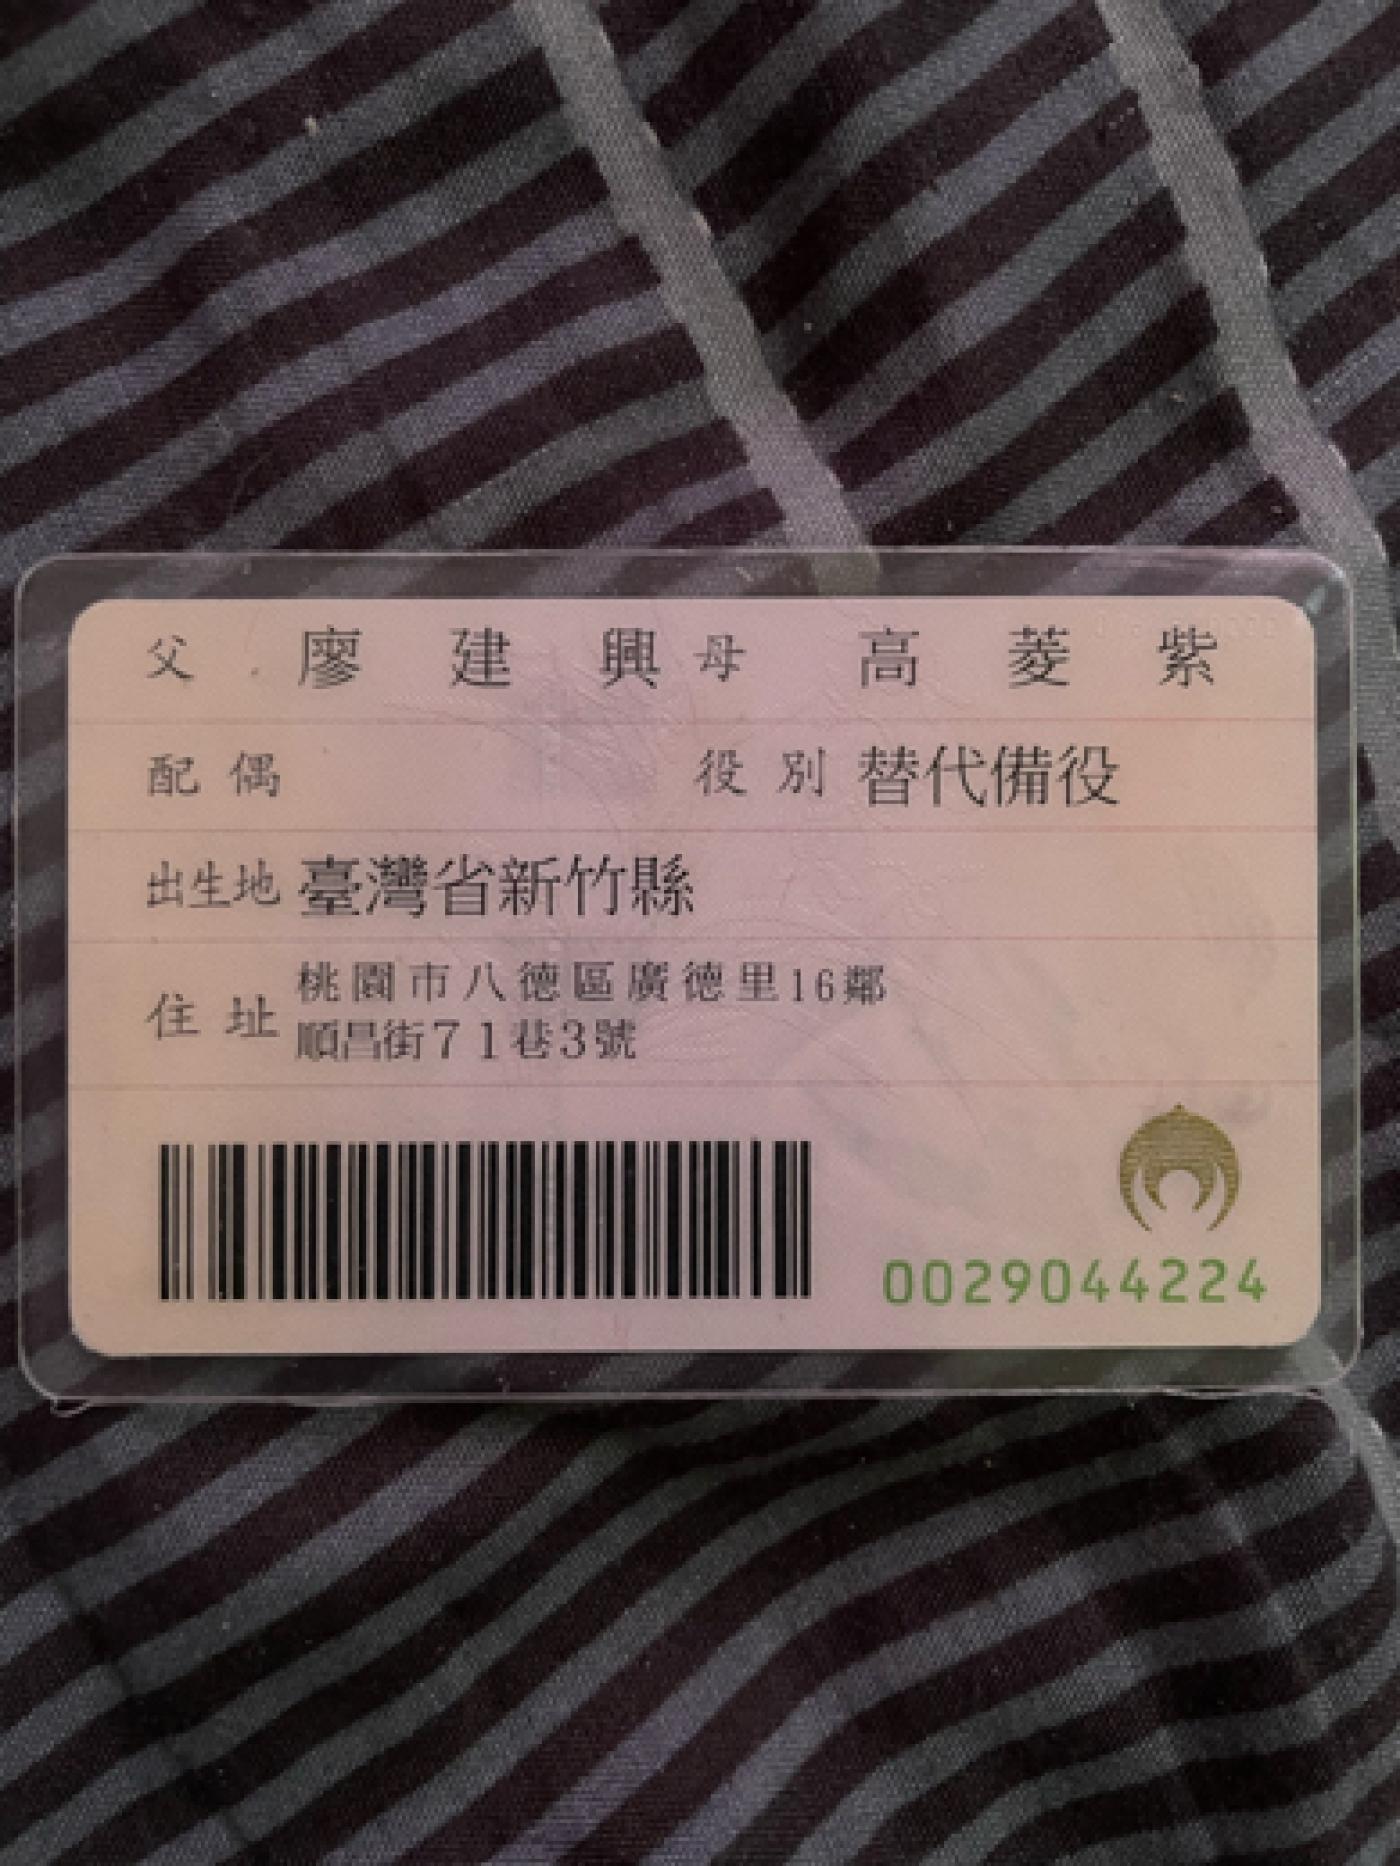 父 廖建興 母 高菱紫
配偶 役別 替代備役
出生地 臺灣省新竹縣
住址 桃園市八德區廣德里16鄰
順昌街71巷3號
0029044224